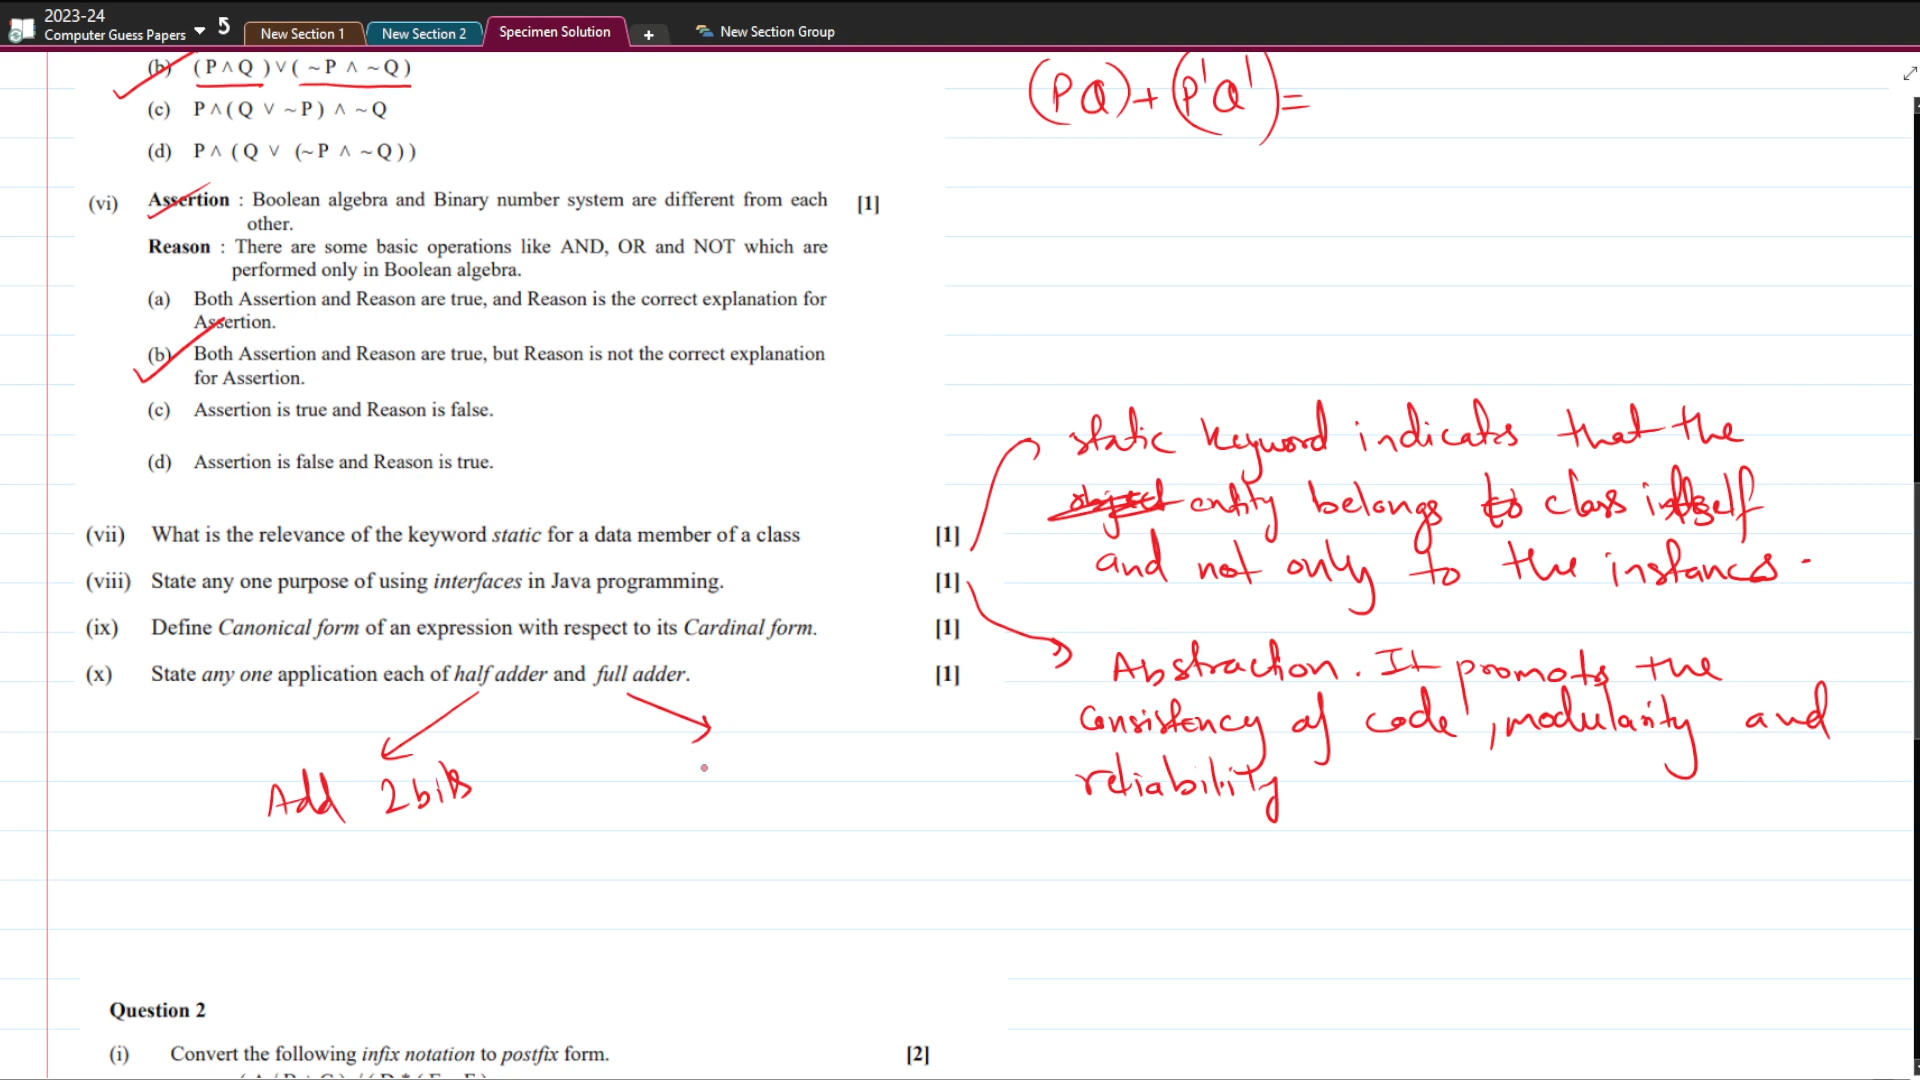 2023-24
Computer Guess Papers
New Section 1
New Section 2
Specimen Solution
+
New Section Group
(b) (P∧Q )∨( ~P ∧ ~Q)
(c) P∧(Q ∨ ~P) ∧ ~Q
(d) P∧ (Q ∨ (~P ∧ ~Q))
(PQ)+(P'Q')=
(vi) Assertion : Boolean algebra and Binary number system are different from each [1]
other.
Reason : There are some basic operations like AND, OR and NOT which are
performed only in Boolean algebra.
(a) Both Assertion and Reason are true, and Reason is the correct explanation for
Assertion.
(b) Both Assertion and Reason are true, but Reason is not the correct explanation
for Assertion.
(c) Assertion is true and Reason is false.
(d) Assertion is false and Reason is true.
(vii) What is the relevance of the keyword static for a data member of a class [1]
(viii) State any one purpose of using interfaces in Java programming. [1]
(ix) Define Canonical form of an expression with respect to its Cardinal form. [1]
(x) State any one application each of half adder and full adder. [1]
Add 2 bits
static keyword indicates that the
object entity belongs to class itself
and not only to the instances.
Abstraction. It promotes the
consistency of code, modularity and
reliability
Question 2
(i) Convert the following infix notation to postfix form. [2]